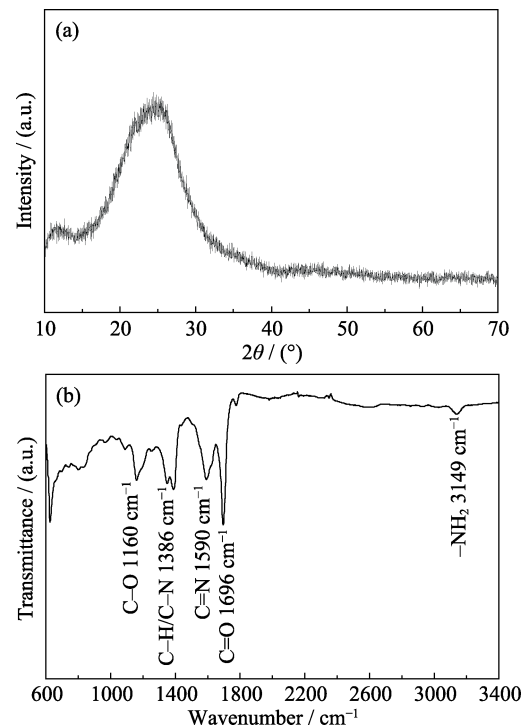 (a)
Intensity / (a.u.)
10 20 30 40 50 60 70
2θ / (°)
(b)
Transmittance / (a.u.)
C–O 1160 cm⁻¹
C–H/C–N 1386 cm⁻¹
C=N 1590 cm⁻¹
C=O 1696 cm⁻¹
–NH₂ 3149 cm⁻¹
600 1000 1400 1800 2200 2600 3000 3400
Wavenumber / cm⁻¹